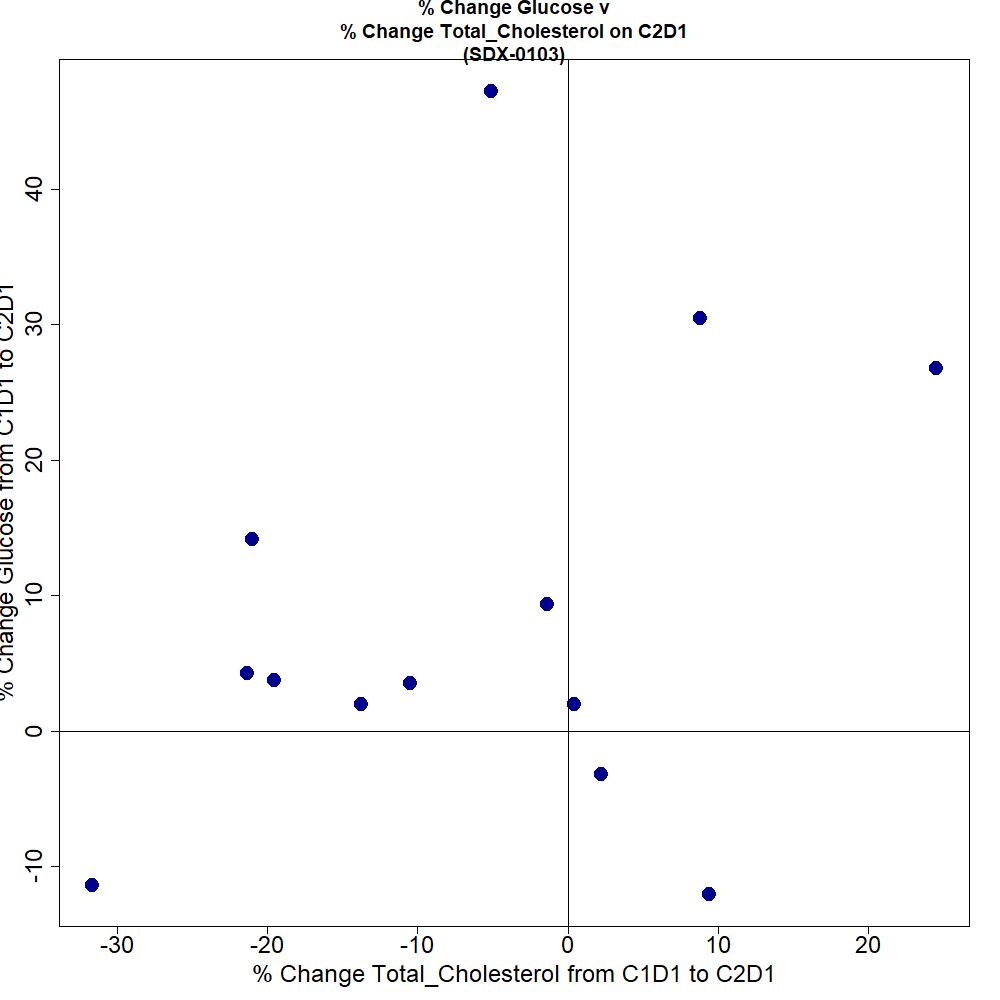 % Change Glucose v
% Change Total_Cholesterol on C2D1
(SDX-0103)
% Change Glucose from C1D1 to C2D1
40
30
20
10
0
-10
-30
-20
-10
0
10
20
% Change Total_Cholesterol from C1D1 to C2D1